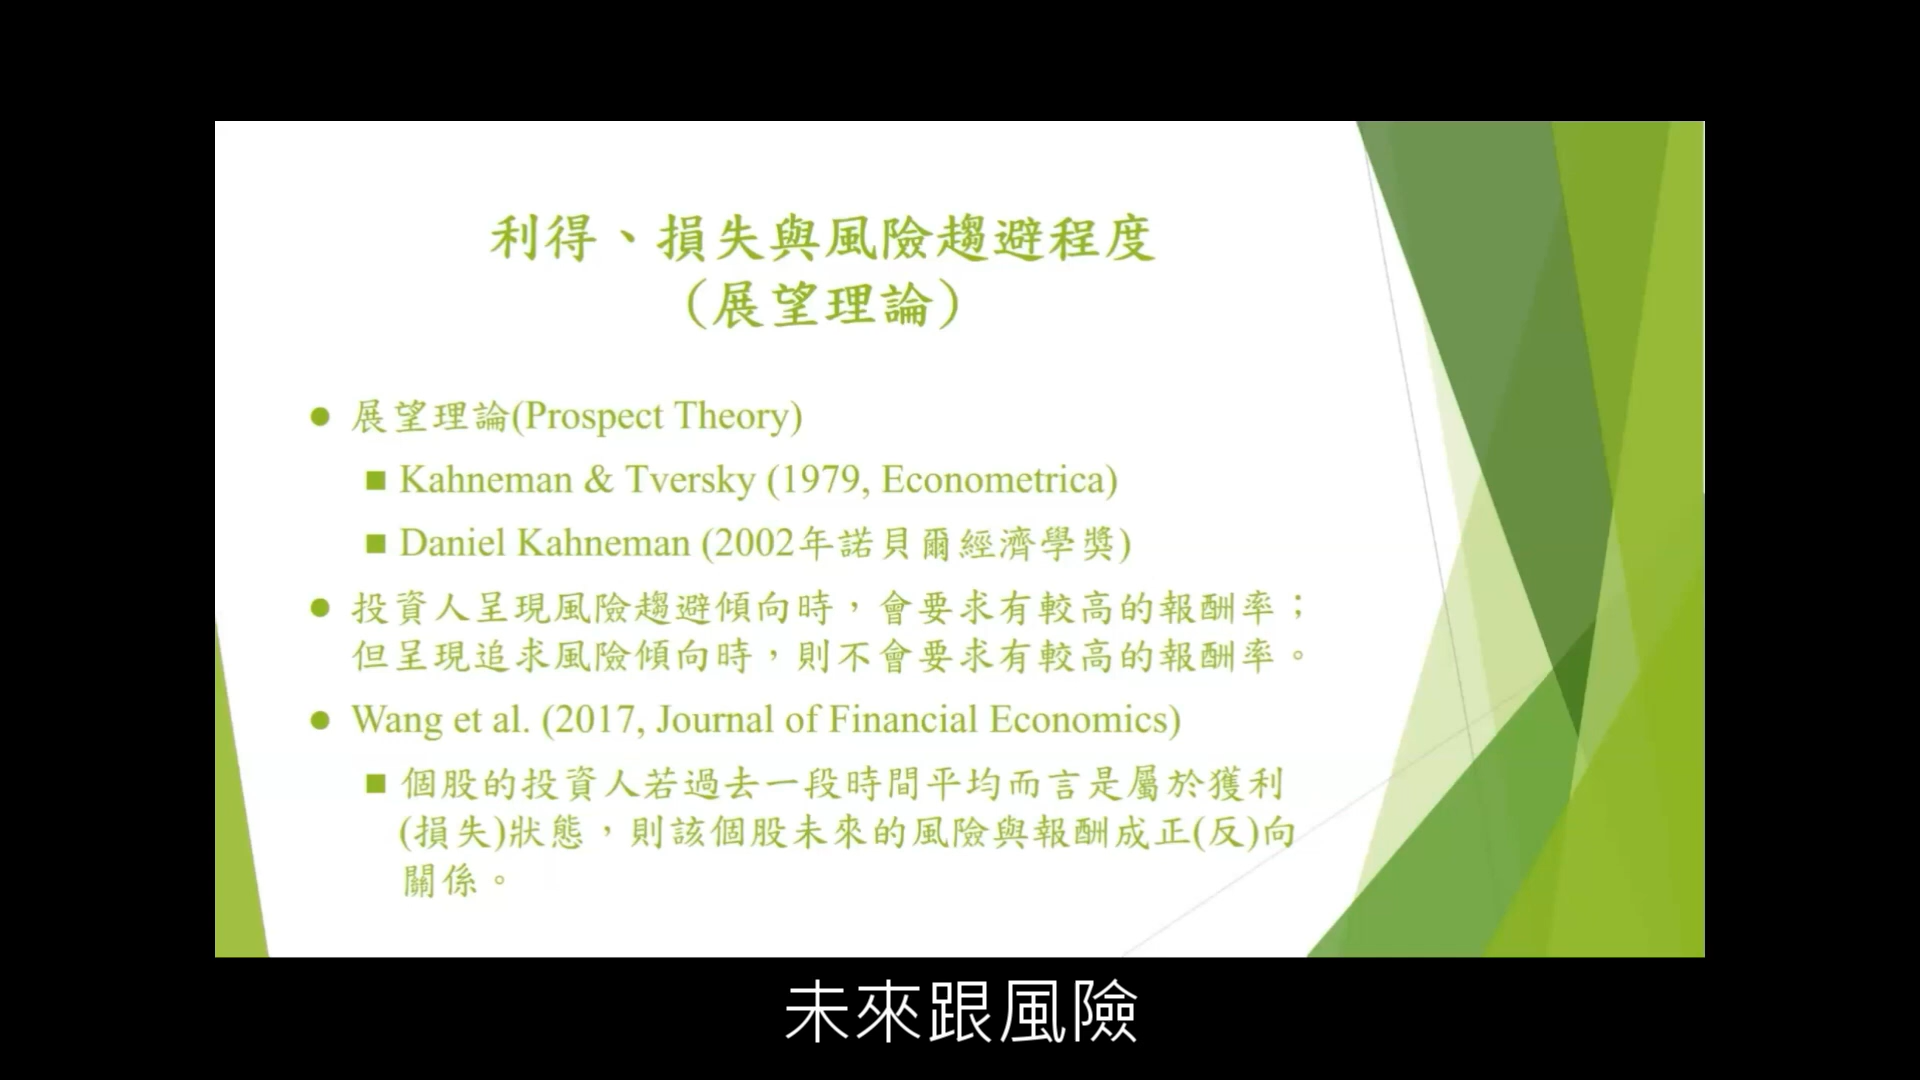 利得、損失與風險趨避程度
(展望理論)
● 展望理論(Prospect Theory)
■ Kahneman & Tversky (1979, Econometrica)
■ Daniel Kahneman (2002年諾貝爾經濟學獎)
● 投資人呈現風險趨避傾向時，會要求有較高的報酬率；
但呈現追求風險傾向時，則不會要求有較高的報酬率。
● Wang et al. (2017, Journal of Financial Economics)
■ 個股的投資人若過去一段時間平均而言是屬於獲利
(損失)狀態，則該個股未來的風險與報酬成正(反)向
關係。
未來跟風險